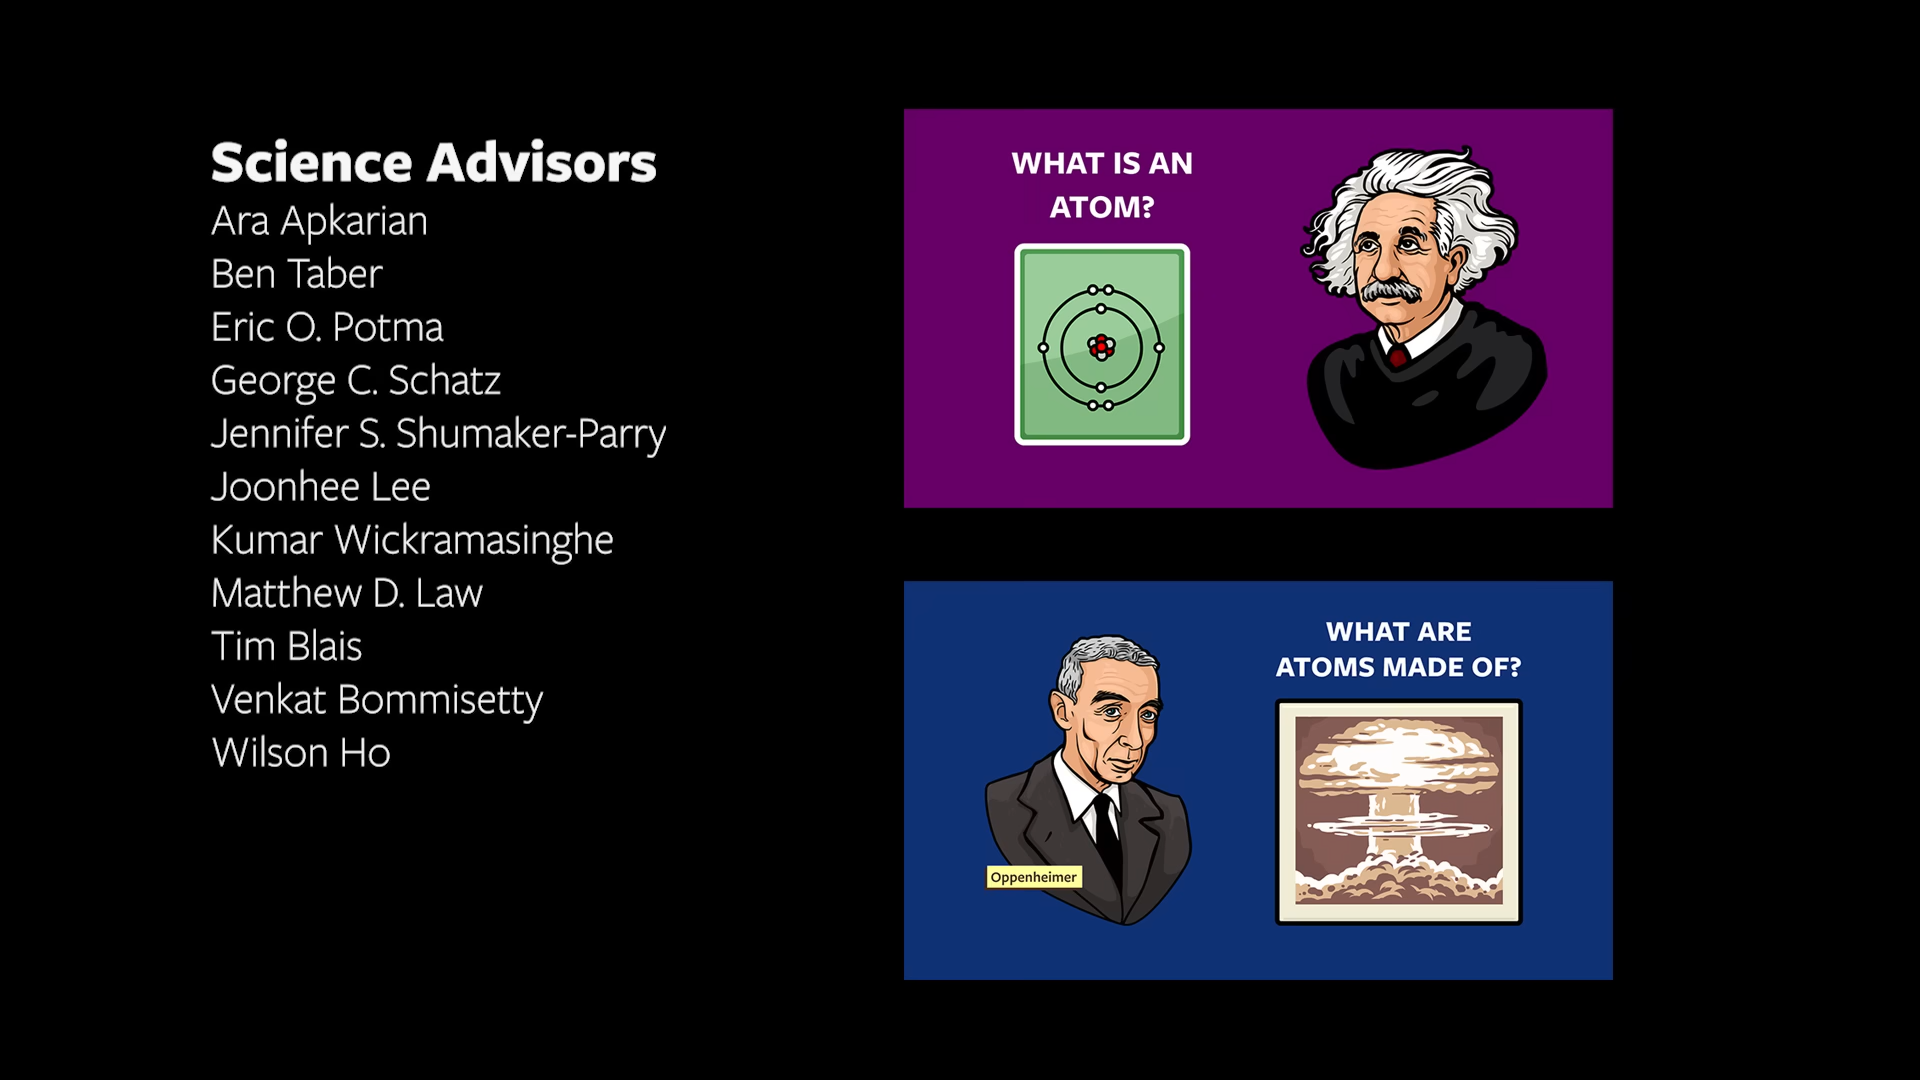 Science Advisors
Ara Apkarian
Ben Taber
Eric O. Potma
George C. Schatz
Jennifer S. Shumaker-Parry
Joonhee Lee
Kumar Wickramasinghe
Matthew D. Law
Tim Blais
Venkat Bommisetty
Wilson Ho
WHAT IS AN
ATOM?
WHAT ARE
ATOMS MADE OF?
Oppenheimer